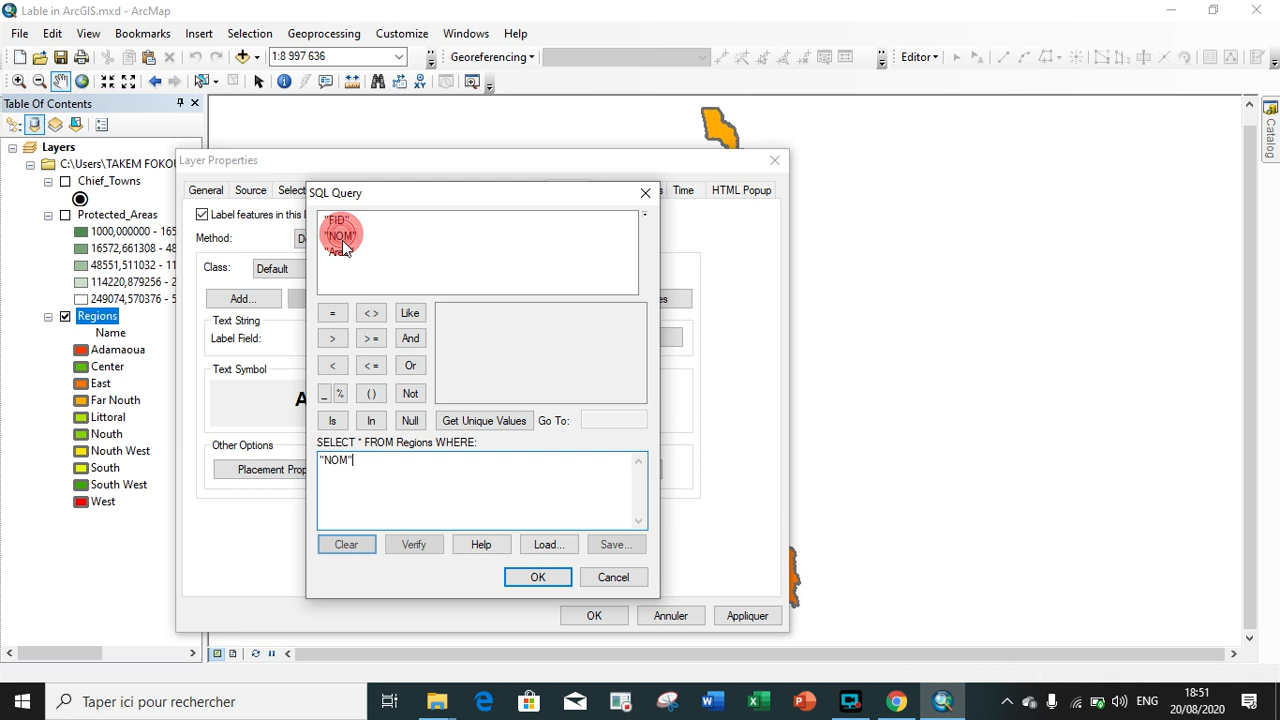 Lable in ArcGIS.mxd - ArcMap
File Edit View Bookmarks Insert Selection Geoprocessing Customize Windows Help
1:8 997 636 Georeferencing Editor
Table Of Contents
Layers
C:\Users\TAKEM FOKOU
Chief_Towns
Protected_Areas
1000,000000 - 165
16572,661308 - 48
48551,511032 - 11
114220,879256 - 2
249074,570376 - 5
Regions
Name
Adamaoua
Center
East
Far Nouth
Littoral
Nouth
Nouth West
South
South West
West
Catalog
Layer Properties
General Source Select Time HTML Popup
Label features in this l
Method:
Class: Default
Add...
Text String
Label Field:
Text Symbol
Other Options
Placement Prop
OK Annuler Appliquer
SQL Query
"FID"
"NOM"
= < > Like
> > = And
< < = Or
_ % ( ) Not
Is In Null Get Unique Values Go To:
SELECT * FROM Regions WHERE:
"NOM"
Clear Verify Help Load... Save...
OK Cancel
Taper ici pour rechercher
ENG
18:51
20/08/2020